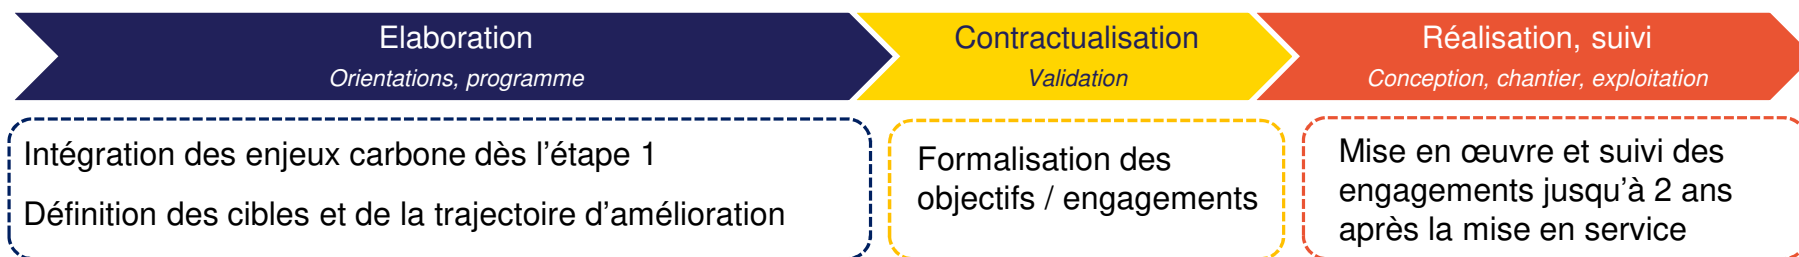 Elaboration
Orientations, programme
Contractualisation
Validation
Réalisation, suivi
Conception, chantier, exploitation
Intégration des enjeux carbone dès l’étape 1
Définition des cibles et de la trajectoire d’amélioration
Formalisation des
objectifs / engagements
Mise en œuvre et suivi des
engagements jusqu’à 2 ans
après la mise en service